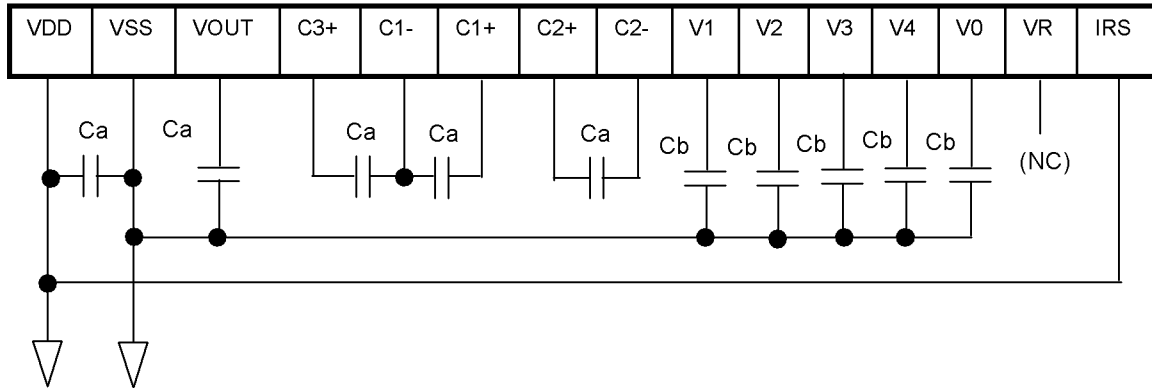 VDD VSS VOUT C3+ C1- C1+ C2+ C2- V1 V2 V3 V4 V0 VR IRS
Ca Ca Ca Ca Ca Cb Cb Cb Cb Cb
(NC)